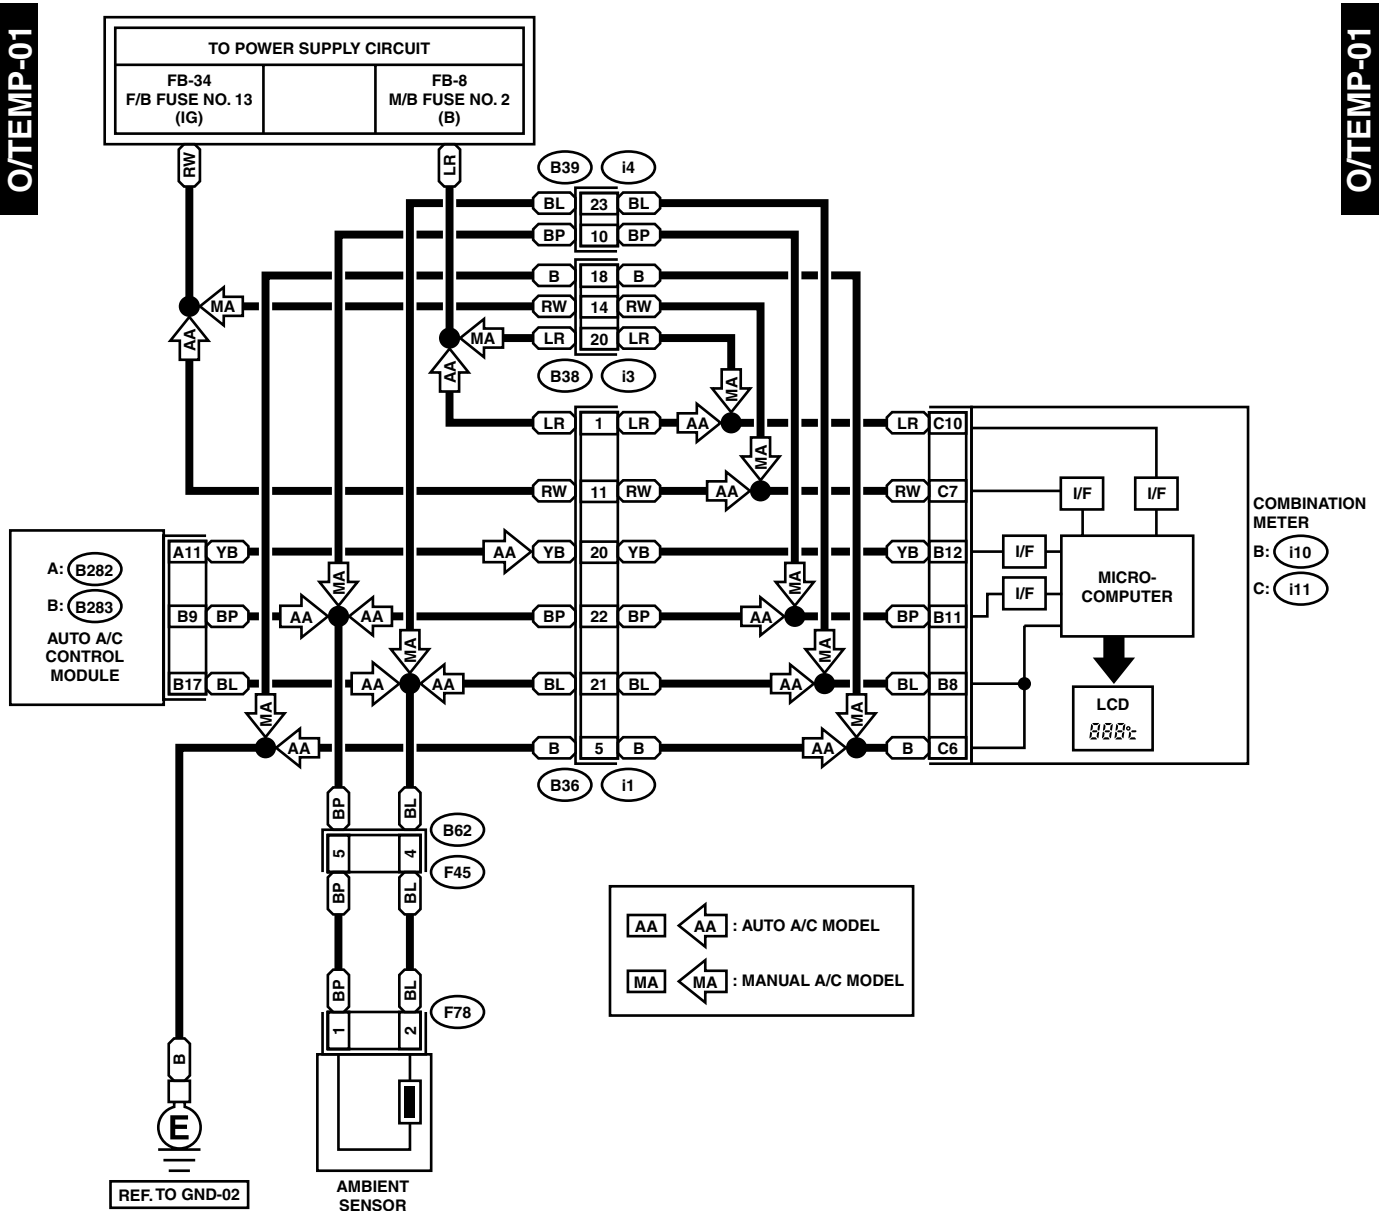 O/TEMP-01
O/TEMP-01
TO POWER SUPPLY CIRCUIT
FB-34
F/B FUSE NO. 13
(IG)
FB-8
M/B FUSE NO. 2
(B)
RW
LR
B39 i4
BL 23 BL
BP 10 BP
B 18 B
MA RW 14 RW
MA LR 20 LR
AA
AA
B38 i3
MA
LR 1 LR AA LR C10
MA
RW 11 RW AA RW C7
I/F I/F
COMBINATION
METER
B: i10
C: i11
A11 YB AA YB 20 YB YB B12 I/F
A: B282
B: B283
AUTO A/C
CONTROL
MODULE
MICRO-
COMPUTER
I/F
MA MA
B9 BP AA AA BP 22 BP AA BP B11
MA MA
B17 BL AA AA BL 21 BL AA BL B8
LCD
888°C
MA MA
AA B 5 B AA B C6
B36 i1
BP BL
B62
5 4
F45
BP BL
AA AA : AUTO A/C MODEL
MA MA : MANUAL A/C MODEL
BP BL
F78
1 2
B
E
REF. TO GND-02
AMBIENT
SENSOR